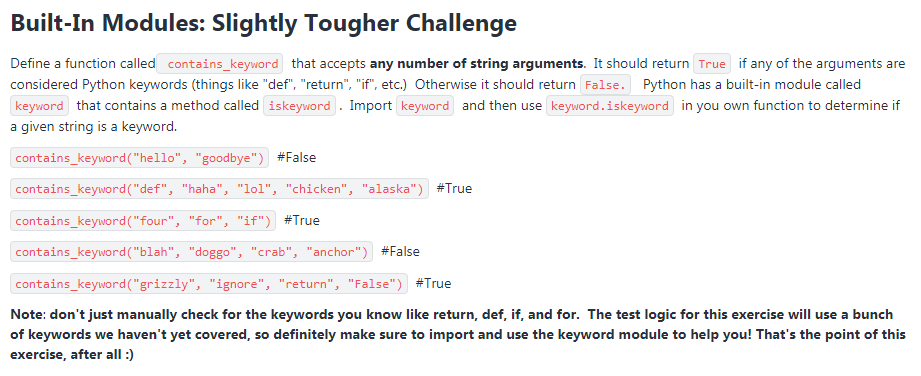 Built-In Modules: Slightly Tougher Challenge
Define a function called contains_keyword that accepts any number of string arguments. It should return True if any of the arguments are
considered Python keywords (things like "def", "return", "if", etc.) Otherwise it should return False. Python has a built-in module called
keyword that contains a method called iskeyword . Import keyword and then use keyword.iskeyword in you own function to determine if
a given string is a keyword.
contains_keyword("hello", "goodbye") #False
contains_keyword("def", "haha", "lol", "chicken", "alaska") #True
contains_keyword("four", "for", "if") #True
contains_keyword("blah", "doggo", "crab", "anchor") #False
contains_keyword("grizzly", "ignore", "return", "False") #True
Note: don't just manually check for the keywords you know like return, def, if, and for. The test logic for this exercise will use a bunch
of keywords we haven't yet covered, so definitely make sure to import and use the keyword module to help you! That's the point of this
exercise, after all :)